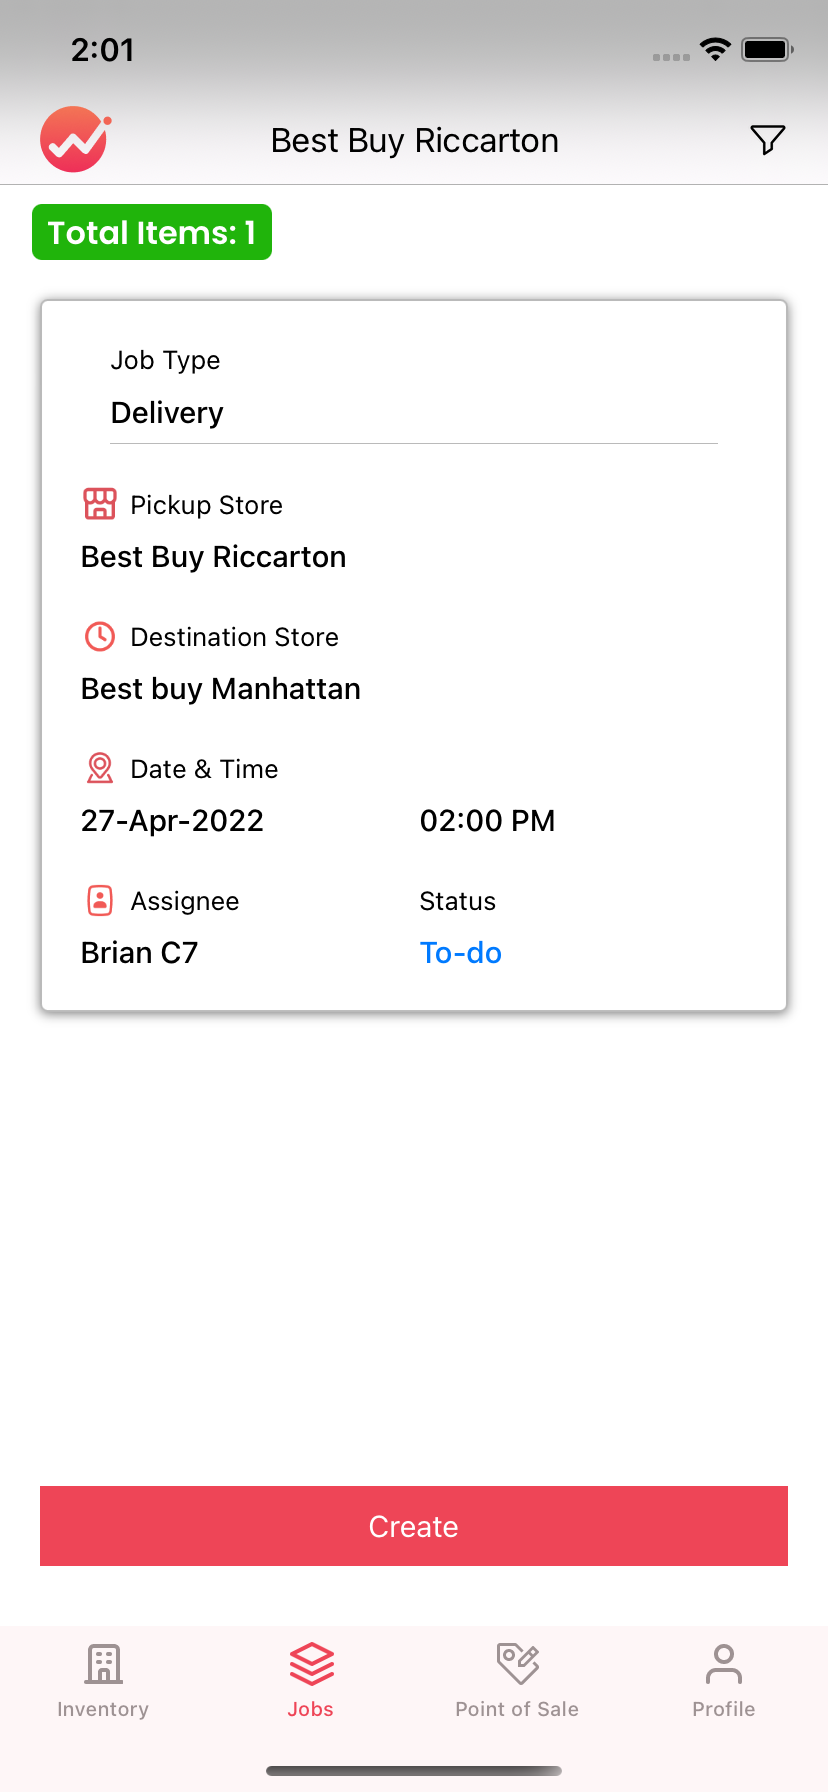 2:01
Best Buy Riccarton
Total Items: 1
Job Type
Delivery
Pickup Store
Best Buy Riccarton
Destination Store
Best buy Manhattan
Date & Time
27-Apr-2022 02:00 PM
Assignee Status
Brian C7 To-do
Create
Inventory Jobs Point of Sale Profile